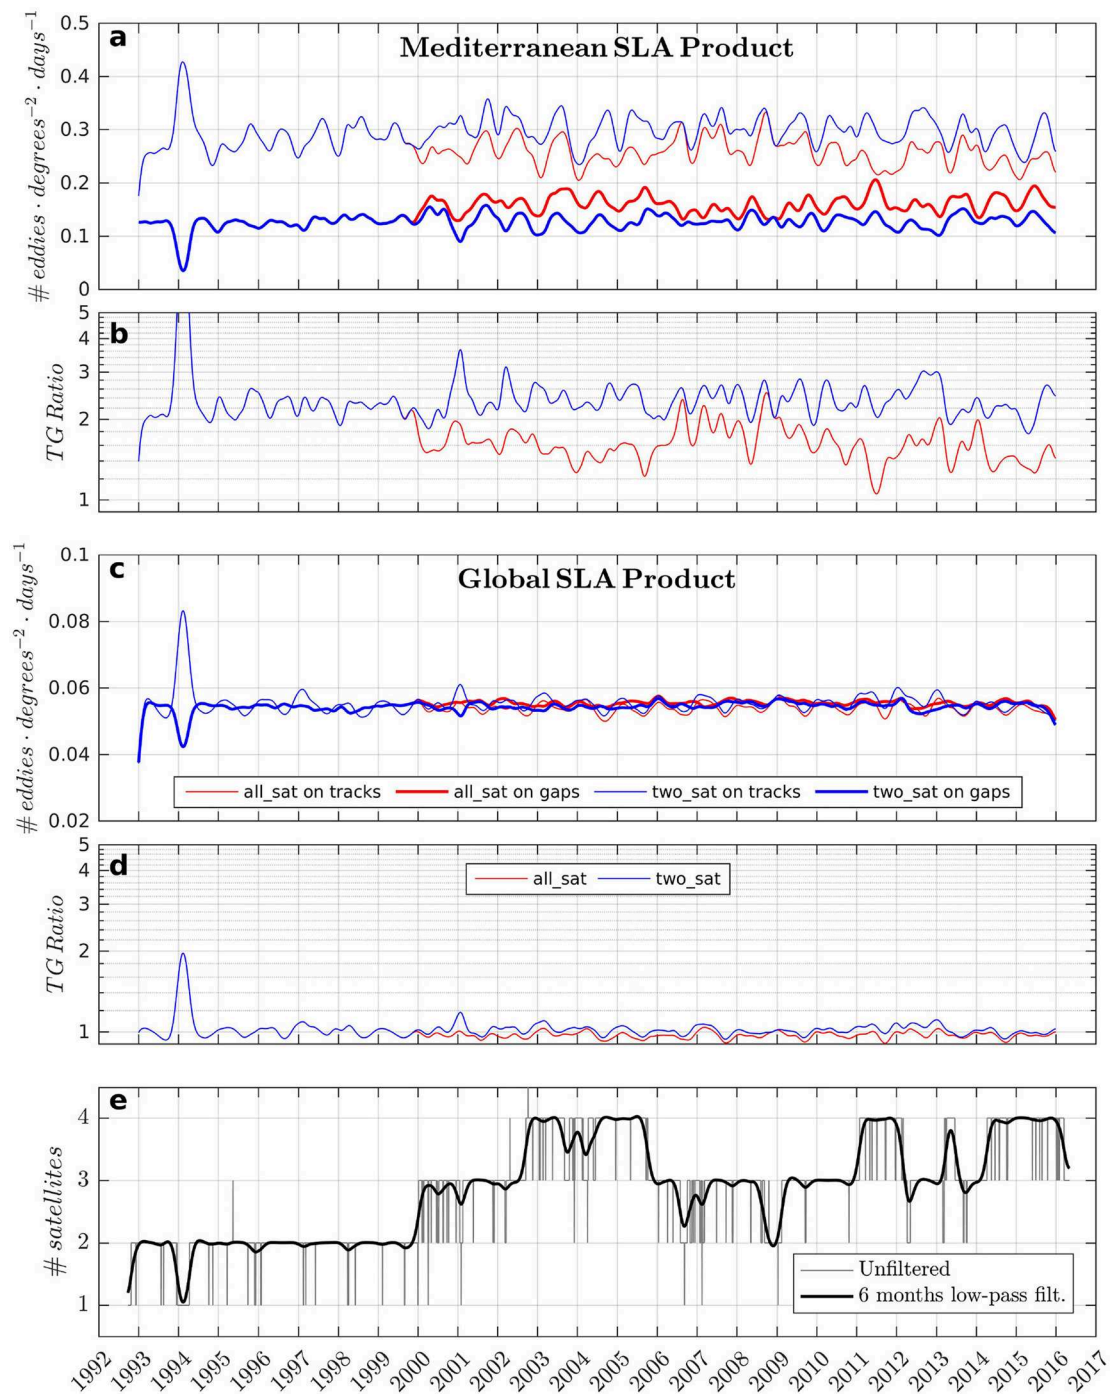 a
Mediterranean SLA Product
# eddies · degrees⁻² · days⁻¹
0.5
0.4
0.3
0.2
0.1
0
b
TG Ratio
5
4
3
2
1
c
Global SLA Product
# eddies · degrees⁻² · days⁻¹
0.1
0.08
0.06
0.04
0.02
all_sat on tracks all_sat on gaps two_sat on tracks two_sat on gaps
d
TG Ratio
5
4
3
2
1
all_sat two_sat
e
# satellites
4
3
2
1
Unfiltered
6 months low-pass filt.
1992 1993 1994 1995 1996 1997 1998 1999 2000 2001 2002 2003 2004 2005 2006 2007 2008 2009 2010 2011 2012 2013 2014 2015 2016 2017